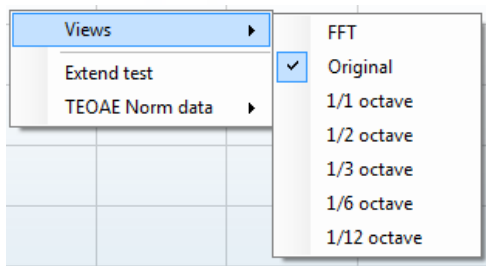 Views
Extend test
TEOAE Norm data
FFT
Original
1/1 octave
1/2 octave
1/3 octave
1/6 octave
1/12 octave